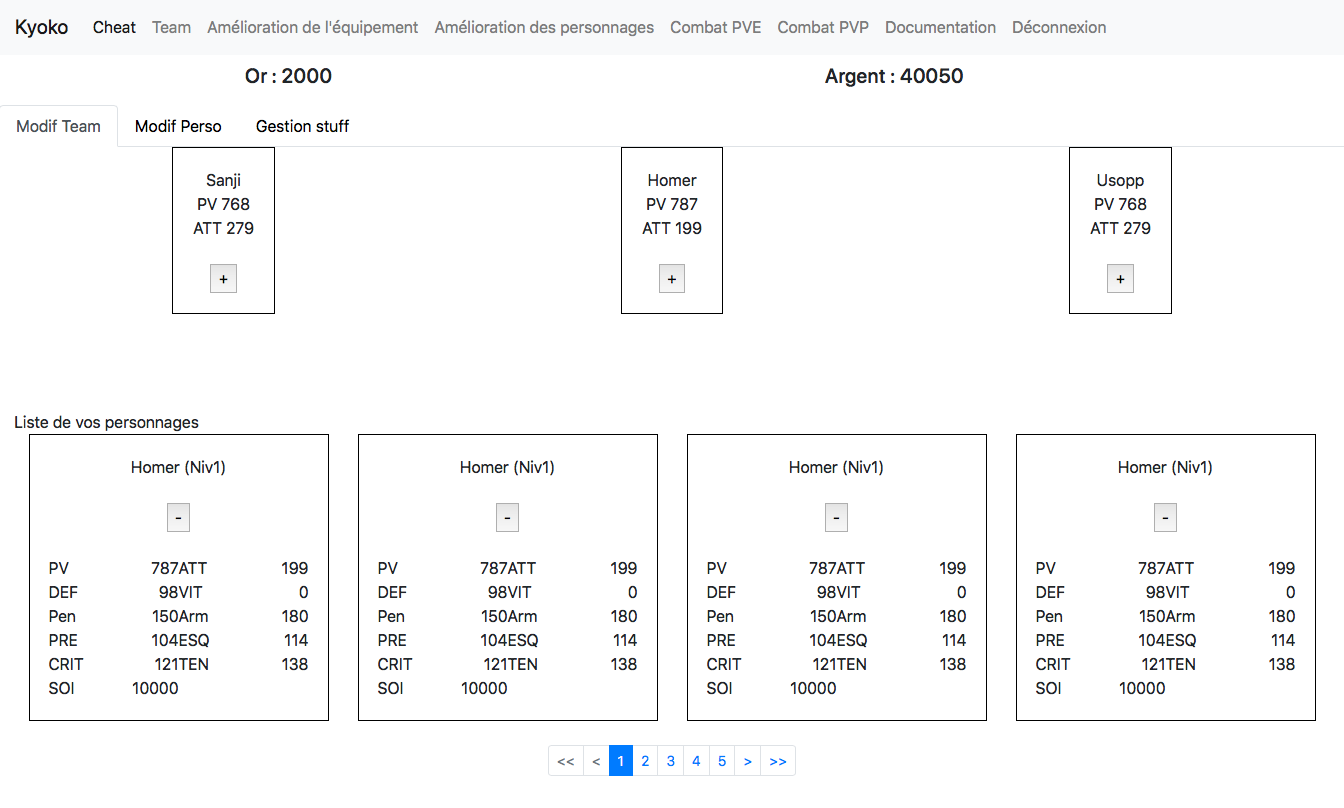 Kyoko Cheat Team Amélioration de l'équipement Amélioration des personnages Combat PVE Combat PVP Documentation Déconnexion
Or : 2000 Argent : 40050
Modif Team Modif Perso Gestion stuff
Sanji Homer Usopp
PV 768 PV 787 PV 768
ATT 279 ATT 199 ATT 279
+ + +
Liste de vos personnages
Homer (Niv1) Homer (Niv1) Homer (Niv1) Homer (Niv1)
- - - -
PV 787ATT 199 PV 787ATT 199 PV 787ATT 199 PV 787ATT 199
DEF 98VIT 0 DEF 98VIT 0 DEF 98VIT 0 DEF 98VIT 0
Pen 150Arm 180 Pen 150Arm 180 Pen 150Arm 180 Pen 150Arm 180
PRE 104ESQ 114 PRE 104ESQ 114 PRE 104ESQ 114 PRE 104ESQ 114
CRIT 121TEN 138 CRIT 121TEN 138 CRIT 121TEN 138 CRIT 121TEN 138
SOI 10000 SOI 10000 SOI 10000 SOI 10000
<< < 1 2 3 4 5 > >>